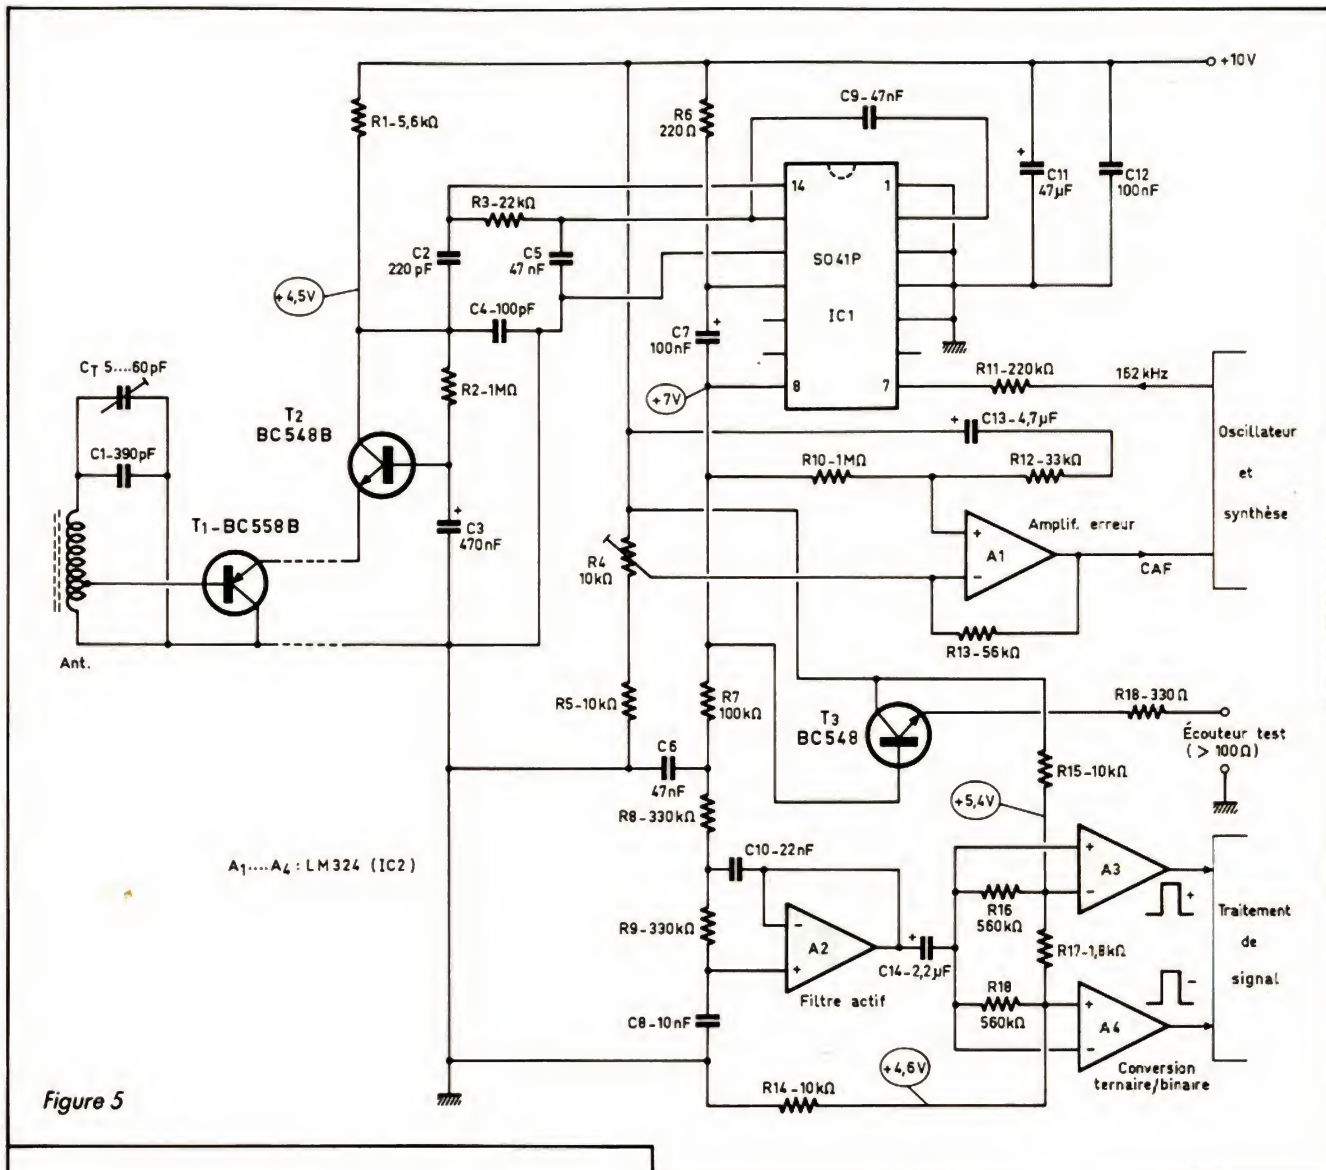 +10V
R1-5,6kΩ
R6
220Ω
C9-47nF
C11
47µF
C12
100nF
+
14
1
R3-22kΩ
C2
220pF
C5
47nF
SO41P
IC1
+4,5V
C4-100pF
C7
100nF
+
CT 5....60pF
R2-1MΩ
+7V
8
7
R11-220kΩ
152kHz
T2
BC548B
C1-390pF
C13-4,7µF
+
Oscillateur
et
synthèse
R10-1MΩ
R12-33kΩ
T1-BC558B
+
C3
470nF
R4
10kΩ
Amplif. erreur
+
A1
-
CAF
R13-56kΩ
Ant.
R5-10kΩ
R7
100kΩ
T3
BC548
R18-330Ω
Écouteur test
(>100Ω)
C6
47nF
R15-10kΩ
R8-330kΩ
+5,4V
A1....A4: LM324 (IC2)
C10-22nF
+
A3
-
+
R16
560kΩ
R9-330kΩ
-
A2
+
+
C14-2,2µF
R17-1,8kΩ
Traitement
de
signal
Filtre actif
R18
560kΩ
-
+
A4
-
C8-10nF
+4,6V
Conversion
ternaire/binaire
R14-10kΩ
Figure 5